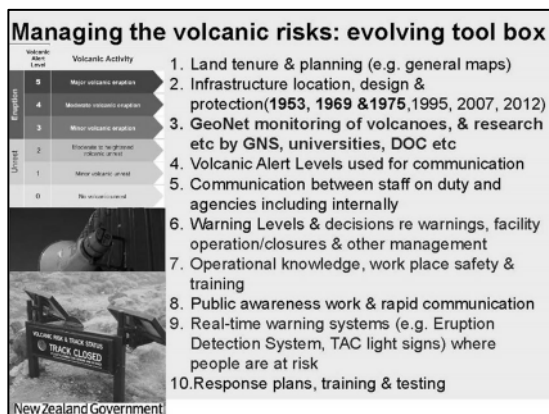 Managing the volcanic risks: evolving tool box
Volcanic
Alert
Level
Volcanic Activity
Eruption
5 Major volcanic eruption
4 Moderate volcanic eruption
3 Minor volcanic eruption
Unrest
2 Moderate to heightened
volcanic unrest
1 Minor volcanic unrest
0 No volcanic unrest
1. Land tenure & planning (e.g. general maps)
2. Infrastructure location, design &
protection(1953, 1969 &1975,1995, 2007, 2012)
3. GeoNet monitoring of volcanoes, & research
etc by GNS, universities, DOC etc
4. Volcanic Alert Levels used for communication
5. Communication between staff on duty and
agencies including internally
6. Warning Levels & decisions re warnings, facility
operation/closures & other management
7. Operational knowledge, work place safety &
training
8. Public awareness work & rapid communication
9. Real-time warning systems (e.g. Eruption
Detection System, TAC light signs) where
people are at risk
10.Response plans, training & testing
VOLCANIC RISK & TRACK STATUS
TRACK CLOSED
New Zealand Government